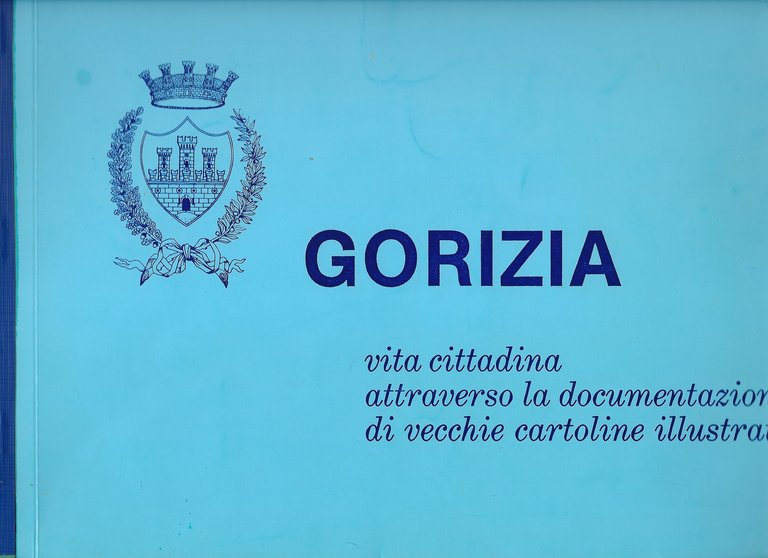 GORIZIA
vita cittadina
attraverso la documentazion
di vecchie cartoline illustra